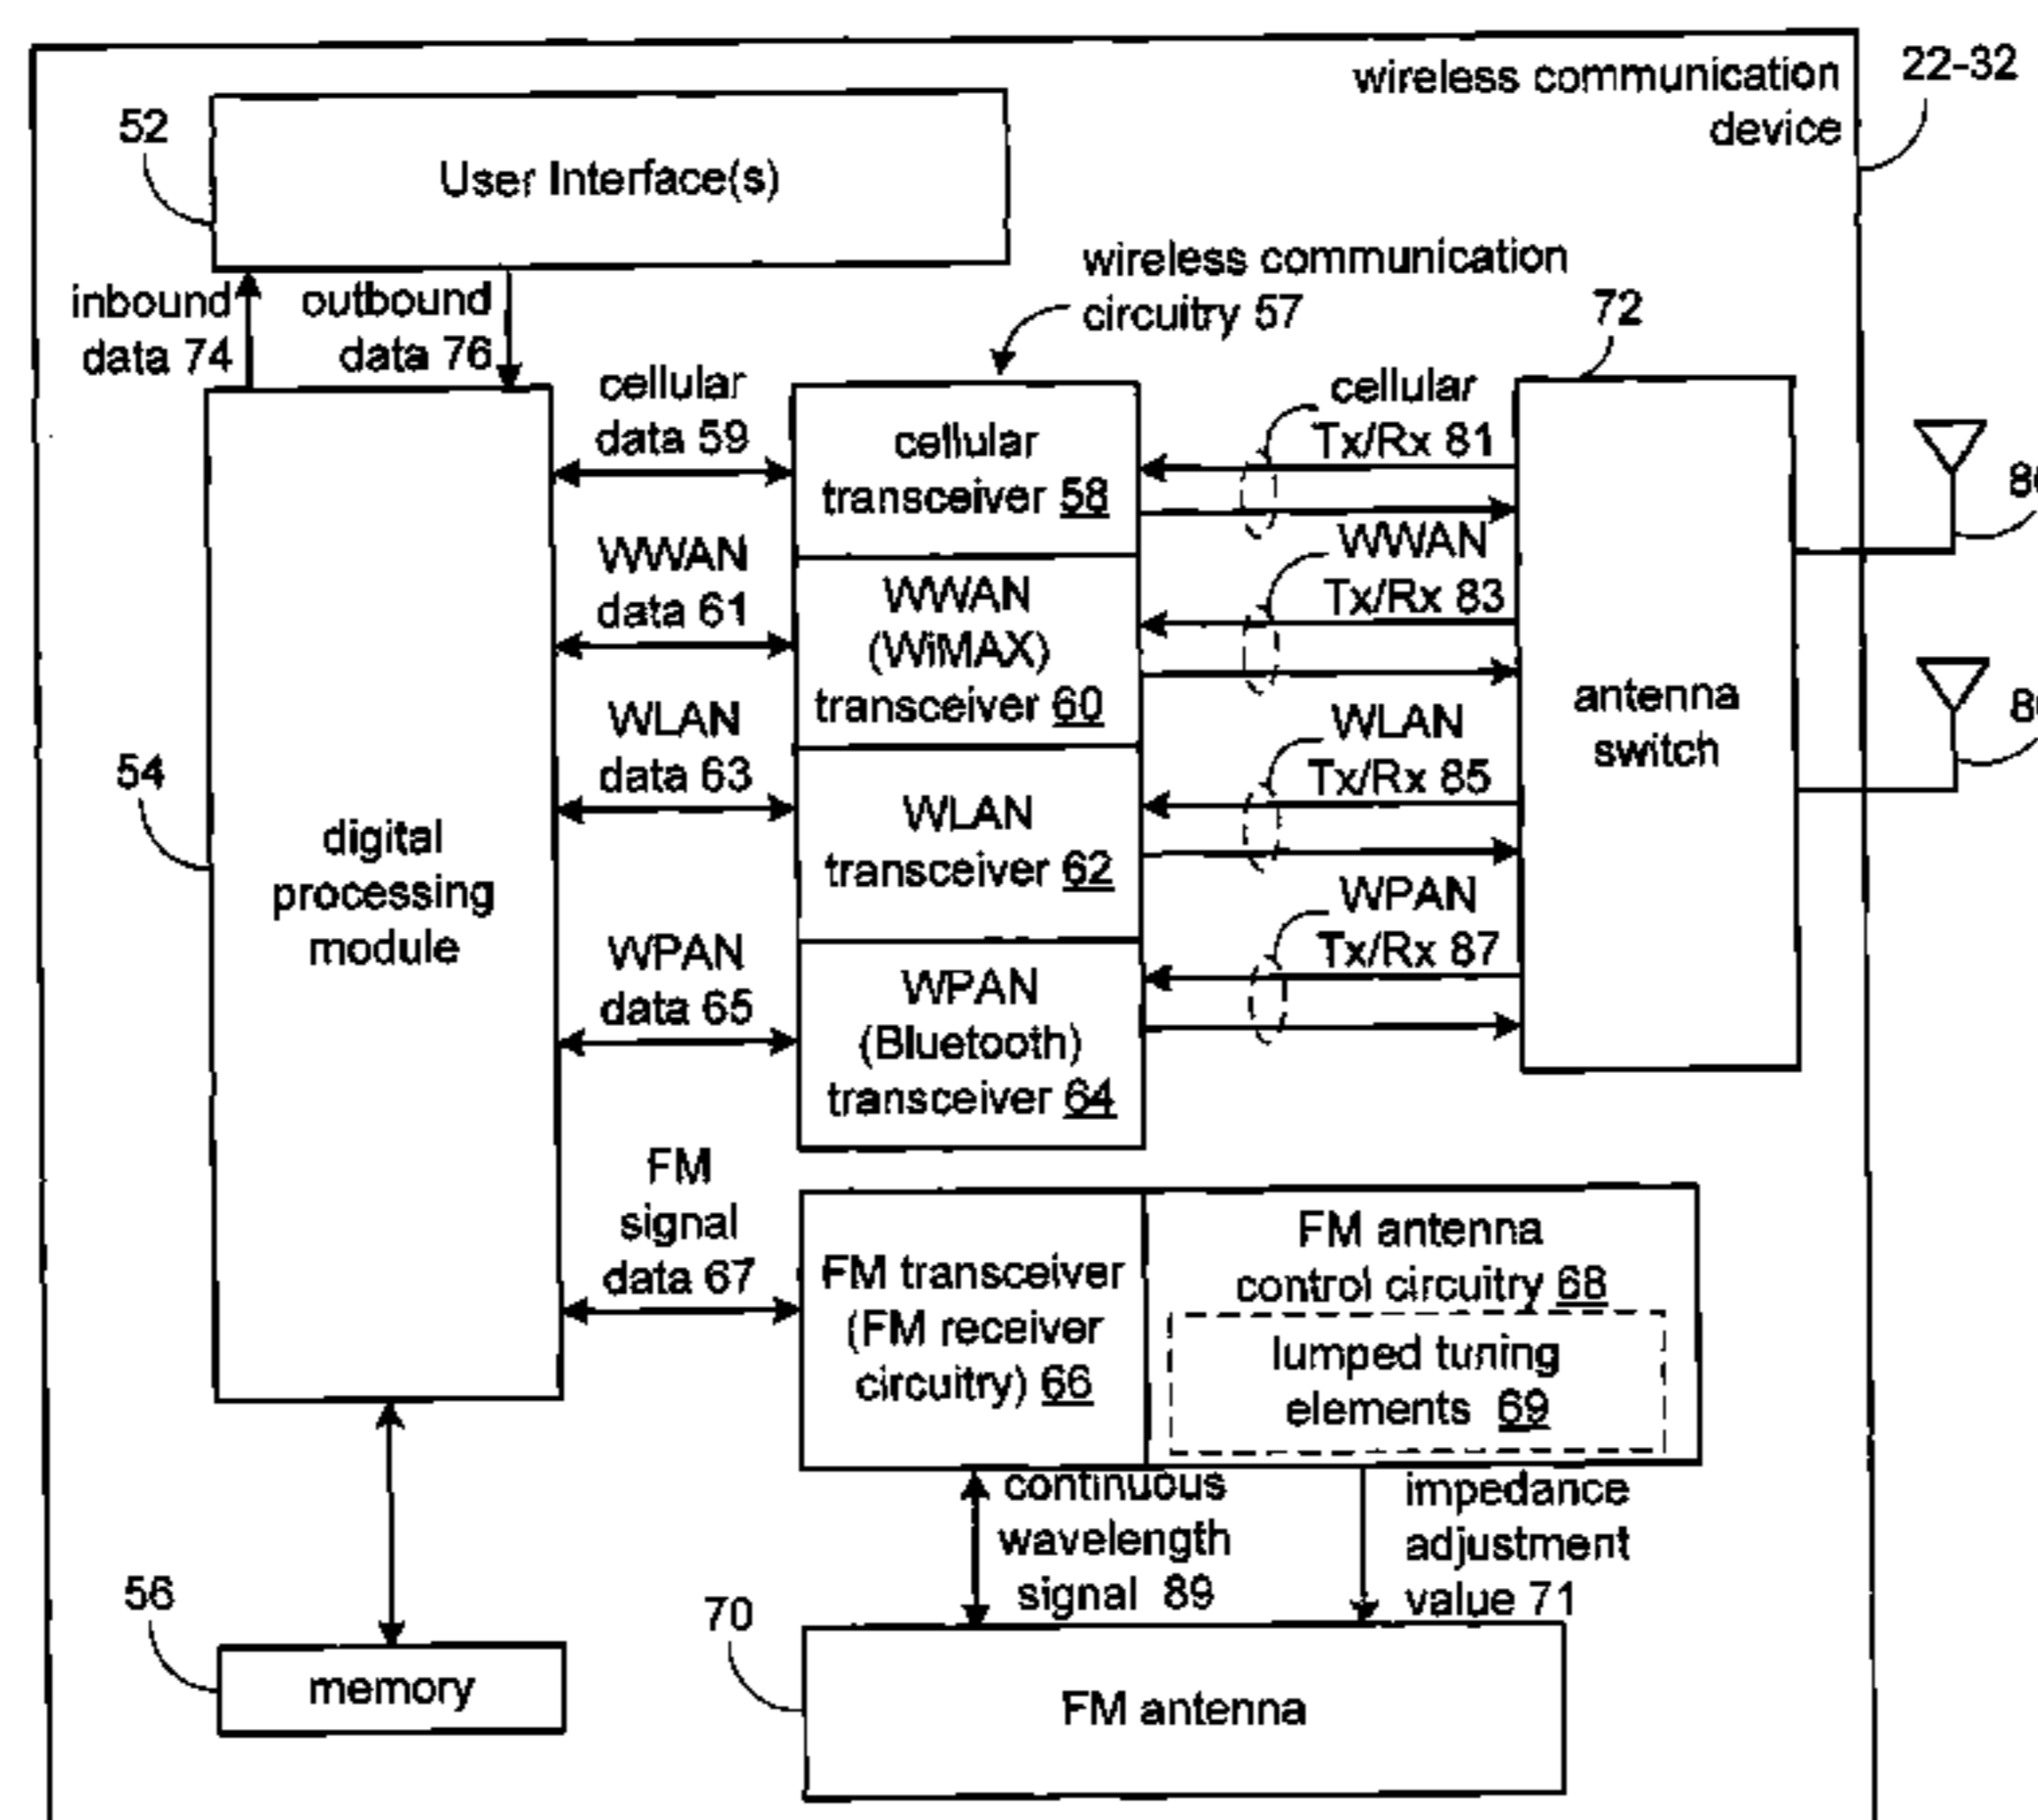 wireless communication
device
22-32
52
User Interface(s)
inbound
data 74
outbound
data 76
wireless communication
circuitry 57
72
cellular
data 59
cellular
transceiver 58
cellular
Tx/Rx 81
WWAN
data 61
WWAN
(WiMAX)
transceiver 60
WWAN
Tx/Rx 83
antenna
switch
WLAN
data 63
WLAN
transceiver 62
WLAN
Tx/Rx 85
54
digital
processing
module
WPAN
data 65
WPAN
(Bluetooth)
transceiver 64
WPAN
Tx/Rx 87
FM
signal
data 67
FM transceiver
(FM receiver
circuitry) 66
FM antenna
control circuitry 68
lumped tuning
elements 69
continuous
wavelength
signal 89
impedance
adjustment
value 71
56
memory
70
FM antenna